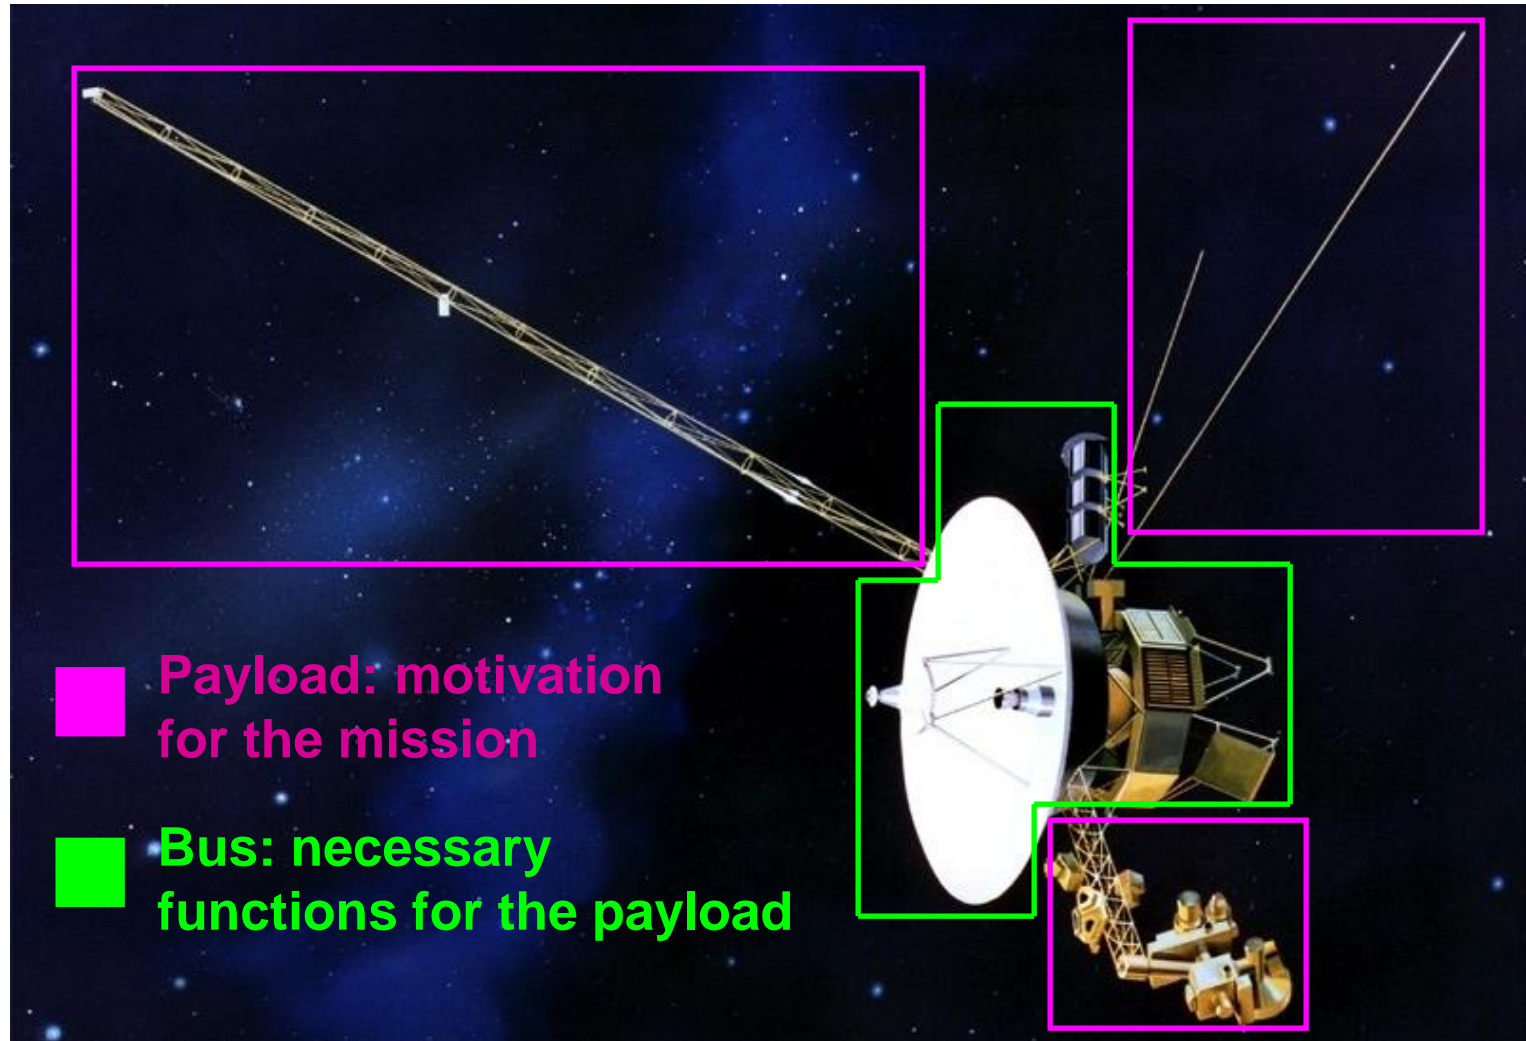 Payload: motivation
for the mission
Bus: necessary
functions for the payload